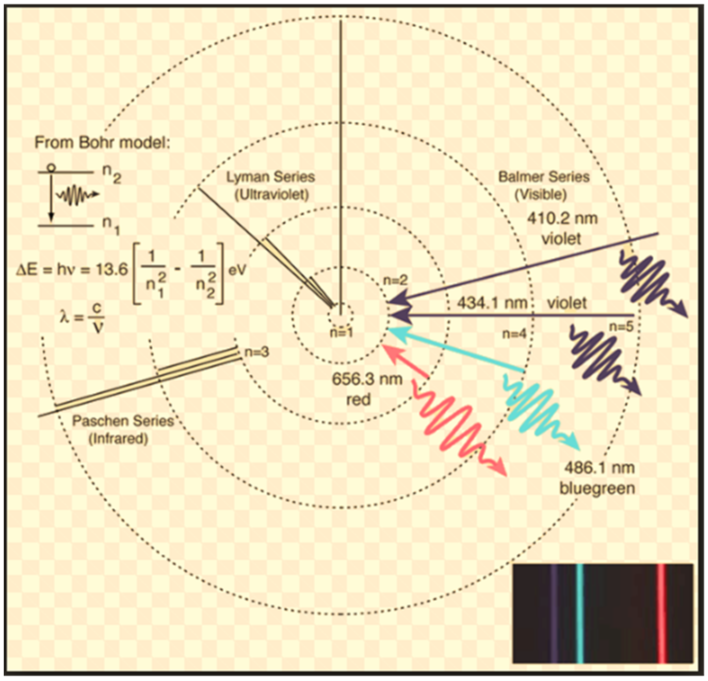 From Bohr model:
n₂
n₁
ΔE = hν = 13.6 [ 1/n₁² - 1/n₂² ] eV
λ = c/ν
Lyman Series
(Ultraviolet)
Balmer Series
(Visible)
410.2 nm
violet
n=2
434.1 nm violet
n=1
n=4
n=5
n=3
656.3 nm
red
Paschen Series
(Infrared)
486.1 nm
bluegreen